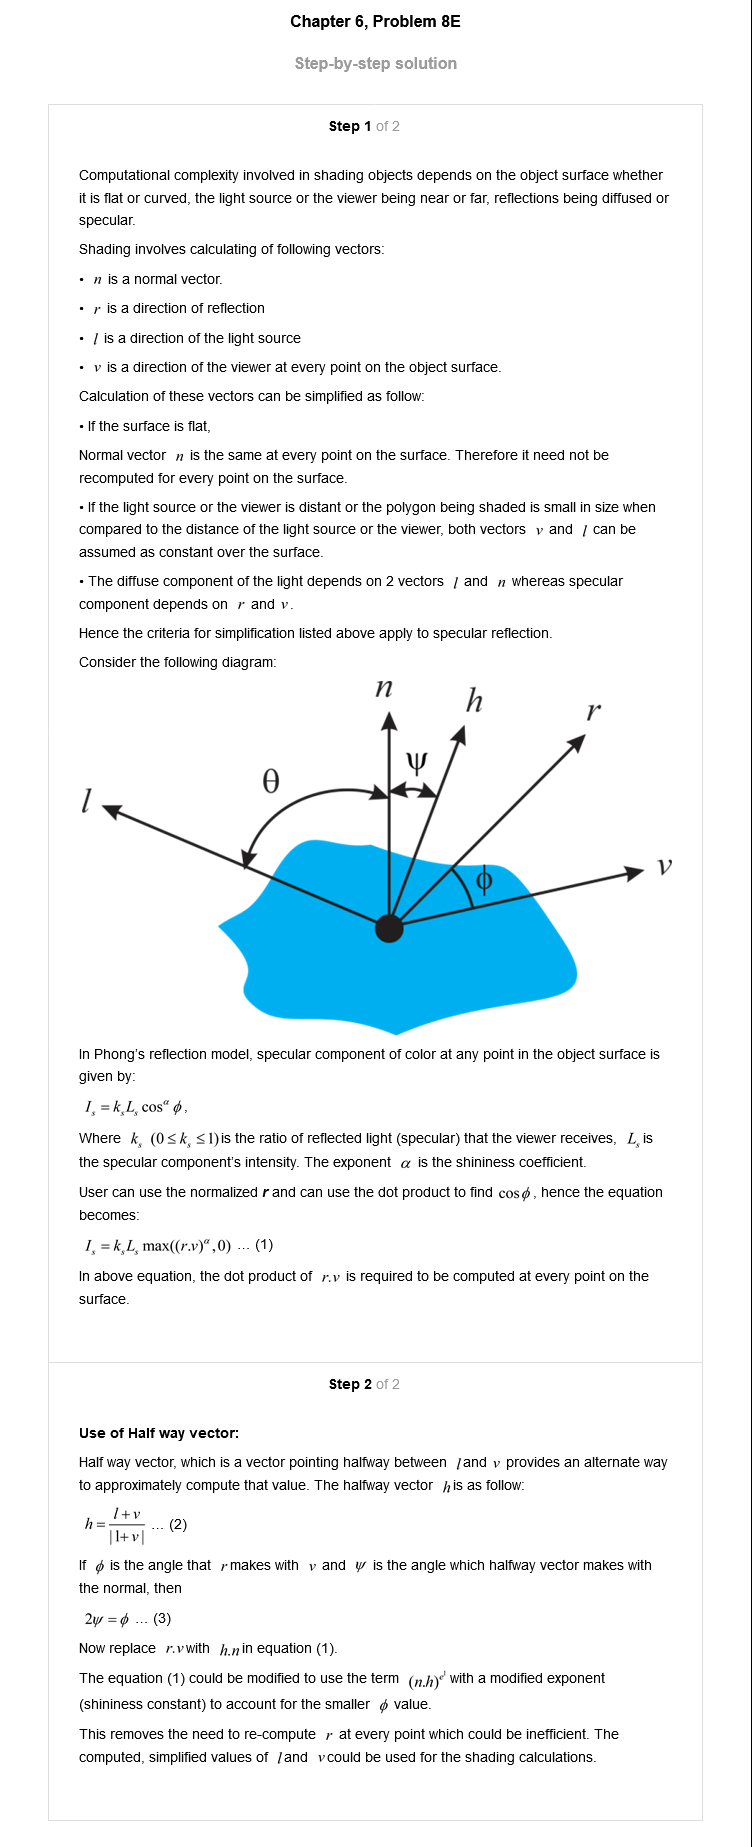 Chapter 6, Problem 8E
Step-by-step solution
Step 1 of 2
Computational complexity involved in shading objects depends on the object surface whether
it is flat or curved, the light source or the viewer being near or far, reflections being diffused or
specular.
Shading involves calculating of following vectors:
• n is a normal vector.
• r is a direction of reflection
• l is a direction of the light source
• v is a direction of the viewer at every point on the object surface.
Calculation of these vectors can be simplified as follow:
• If the surface is flat,
Normal vector n is the same at every point on the surface. Therefore it need not be
recomputed for every point on the surface.
• If the light source or the viewer is distant or the polygon being shaded is small in size when
compared to the distance of the light source or the viewer, both vectors v and l can be
assumed as constant over the surface.
• The diffuse component of the light depends on 2 vectors l and n whereas specular
component depends on r and v.
Hence the criteria for simplification listed above apply to specular reflection.
Consider the following diagram:
n
h
r
ψ
θ
l
v
ϕ
In Phong's reflection model, specular component of color at any point in the object surface is
given by:
I_s = k_s L_s cos^α ϕ,
Where k_s (0 ≤ k_s ≤ 1) is the ratio of reflected light (specular) that the viewer receives, L_s is
the specular component's intensity. The exponent α is the shininess coefficient.
User can use the normalized r and can use the dot product to find cos ϕ, hence the equation
becomes:
I_s = k_s L_s max((r.v)^α, 0) ... (1)
In above equation, the dot product of r.v is required to be computed at every point on the
surface.
Step 2 of 2
Use of Half way vector:
Half way vector, which is a vector pointing halfway between l and v provides an alternate way
to approximately compute that value. The halfway vector h is as follow:
h = (l + v) / |l + v| ... (2)
If ϕ is the angle that r makes with v and ψ is the angle which halfway vector makes with
the normal, then
2ψ = ϕ ... (3)
Now replace r.v with h.n in equation (1).
The equation (1) could be modified to use the term (n.h)^e' with a modified exponent
(shininess constant) to account for the smaller ϕ value.
This removes the need to re-compute r at every point which could be inefficient. The
computed, simplified values of l and v could be used for the shading calculations.